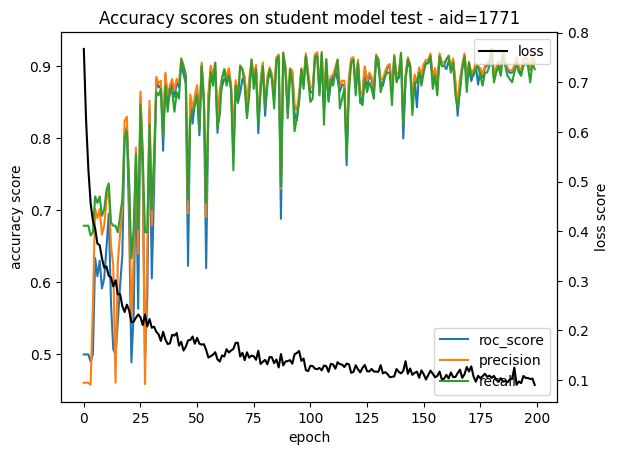 Accuracy scores on student model test - aid=1771
accuracy score
0.9
0.8
0.7
0.6
0.5
0.8
0.7
0.6
0.5
0.4
0.3
0.2
0.1
loss score
loss
roc_score
precision
recall
0
25
50
75
100
125
150
175
200
epoch